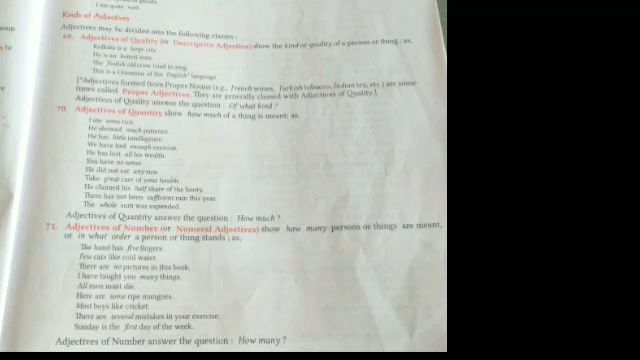 I am quite well.
Kinds of Adjectives
Adjectives may be divided into the following classes :
69. Adjectives of Quality (or Descriptive Adjective) show the kind or quality of a person or thing ; as,
Kolkata is a large city.
He is an honest man.
The foolish old crow tried to sing.
This is a Grammar of the English* language.
[*Adjectives formed from Proper Nouns (e.g., French wines, Turkish tobacco, Indian tea, etc.) are some-
times called Proper Adjectives. They are generally classed with Adjectives of Quality.]
Adjectives of Quality answer the question : Of what kind ?
70. Adjectives of Quantity show how much of a thing is meant; as,
I ate some rice.
He showed much patience.
He has little intelligence.
We have had enough exercise.
He has lost all his wealth.
You have no sense.
He did not eat any rice.
Take great care of your health.
He claimed his half share of the booty.
There has not been sufficient rain this year.
The whole sum was expended.
Adjectives of Quantity answer the question : How much ?
71. Adjectives of Number (or Numeral Adjectives) show how many persons or things are meant,
or in what order a person or thing stands ; as,
The hand has five fingers.
Few cats like cold water.
There are no pictures in this book.
I have taught you many things.
All men must die.
Here are some ripe mangoes.
Most boys like cricket.
There are several mistakes in your exercise.
Sunday is the first day of the week.
Adjectives of Number answer the question : How many ?